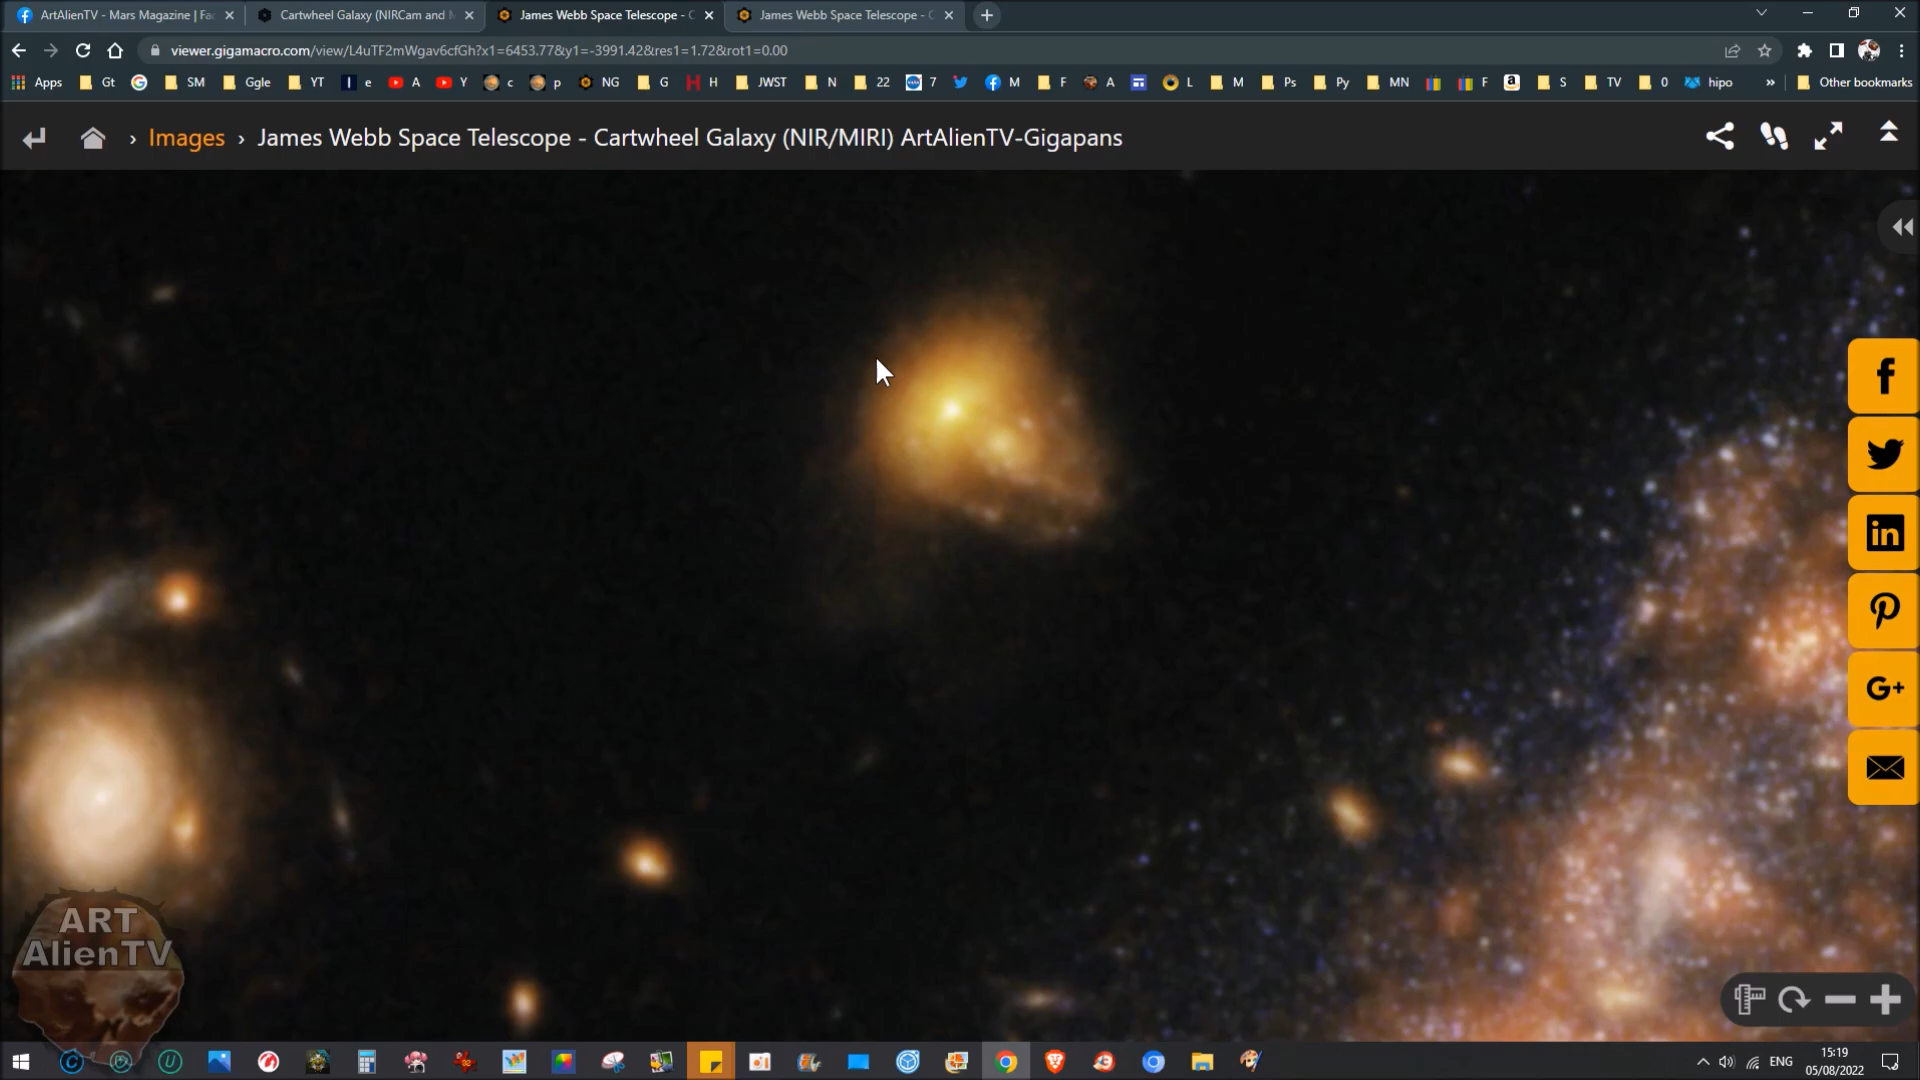 ArtAlienTV - Mars Magazine | Fa
Cartwheel Galaxy (NIRCam and M
James Webb Space Telescope - C
James Webb Space Telescope - C
viewer.gigamacro.com/view/L4uTF2mWgav6cfGh?x1=6453.77&y1=-3991.42&res1=1.72&rot1=0.00
Apps Gt SM Ggle YT e A Y c p NG G H JWST N 22 7 M F A L M Ps Py MN F S TV 0 hipo » Other bookmarks
› Images › James Webb Space Telescope - Cartwheel Galaxy (NIR/MIRI) ArtAlienTV-Gigapans
f
in
G+
ART
AlienTV
ENG
15:19
05/08/2022